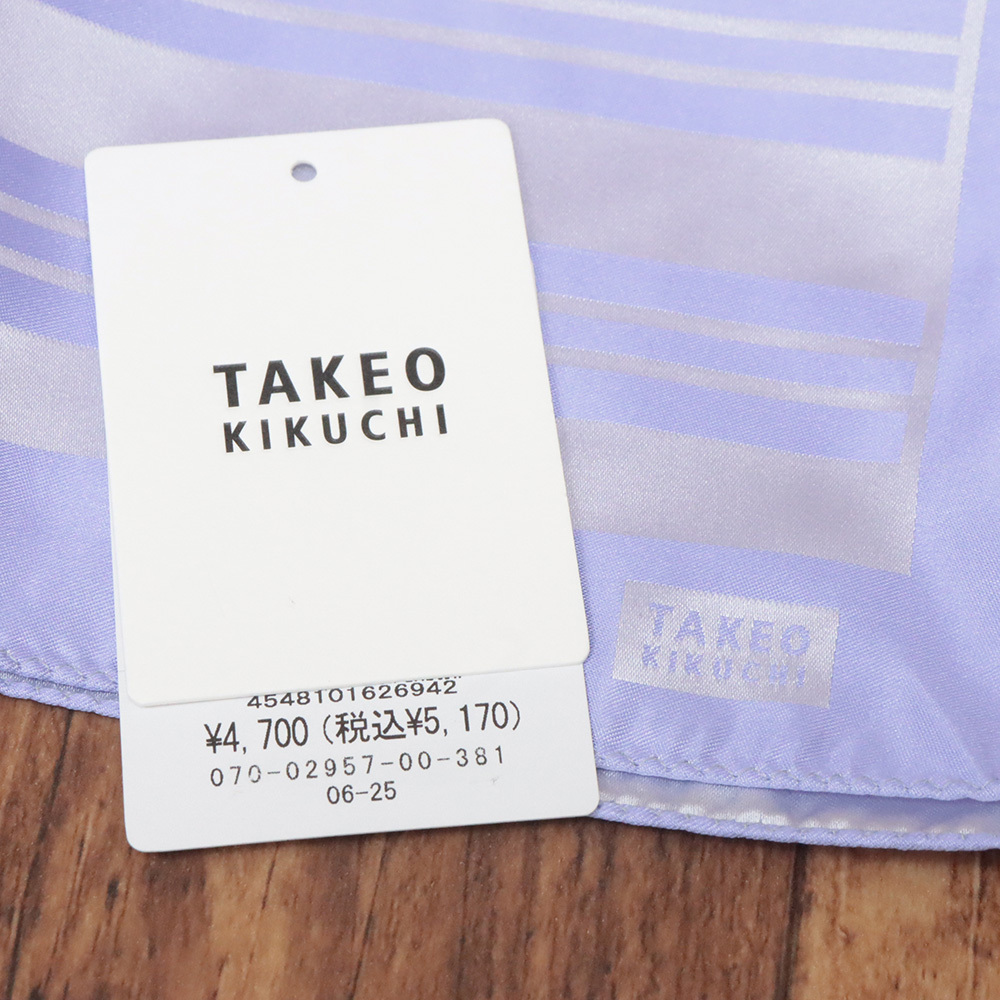 TAKEO
KIKUCHI
4548101626942
¥4,700(税込¥5,170)
070-02957-00-381
06-25
TAKEO
KIKUCHI